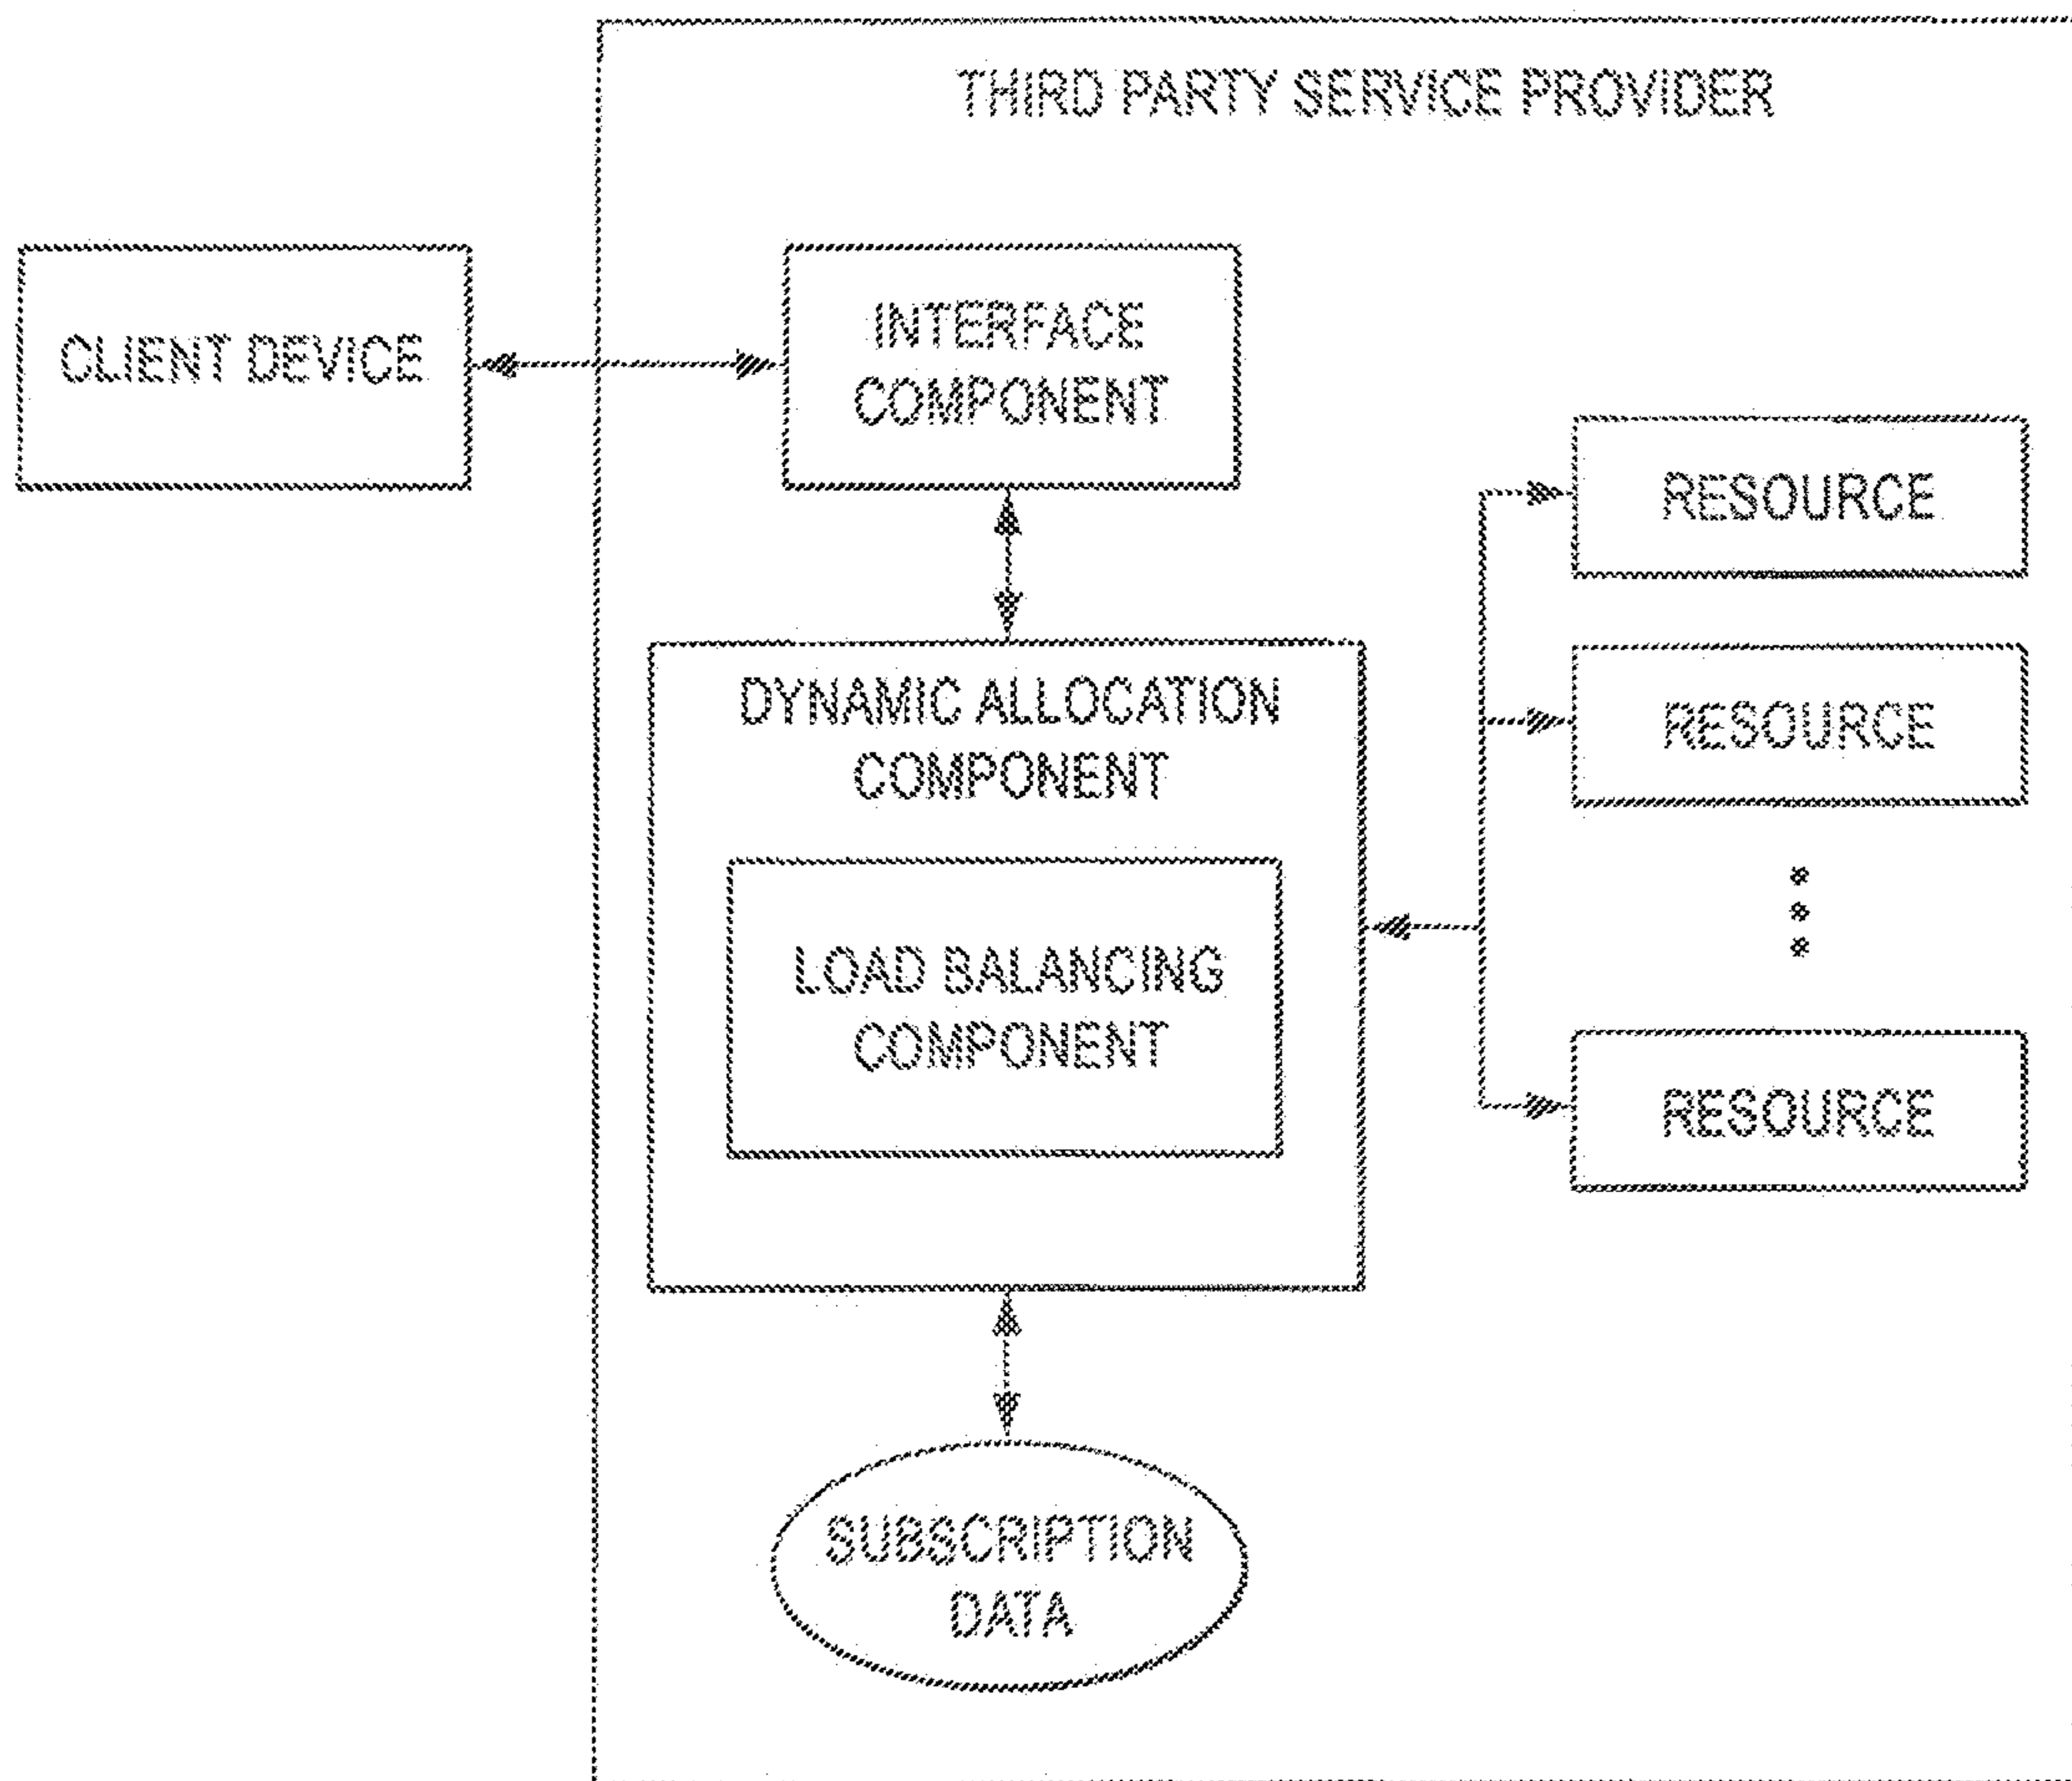 THIRD PARTY SERVICE PROVIDER
CLIENT DEVICE
INTERFACE
COMPONENT
RESOURCE
DYNAMIC ALLOCATION
COMPONENT
RESOURCE
LOAD BALANCING
COMPONENT
RESOURCE
SUBSCRIPTION
DATA